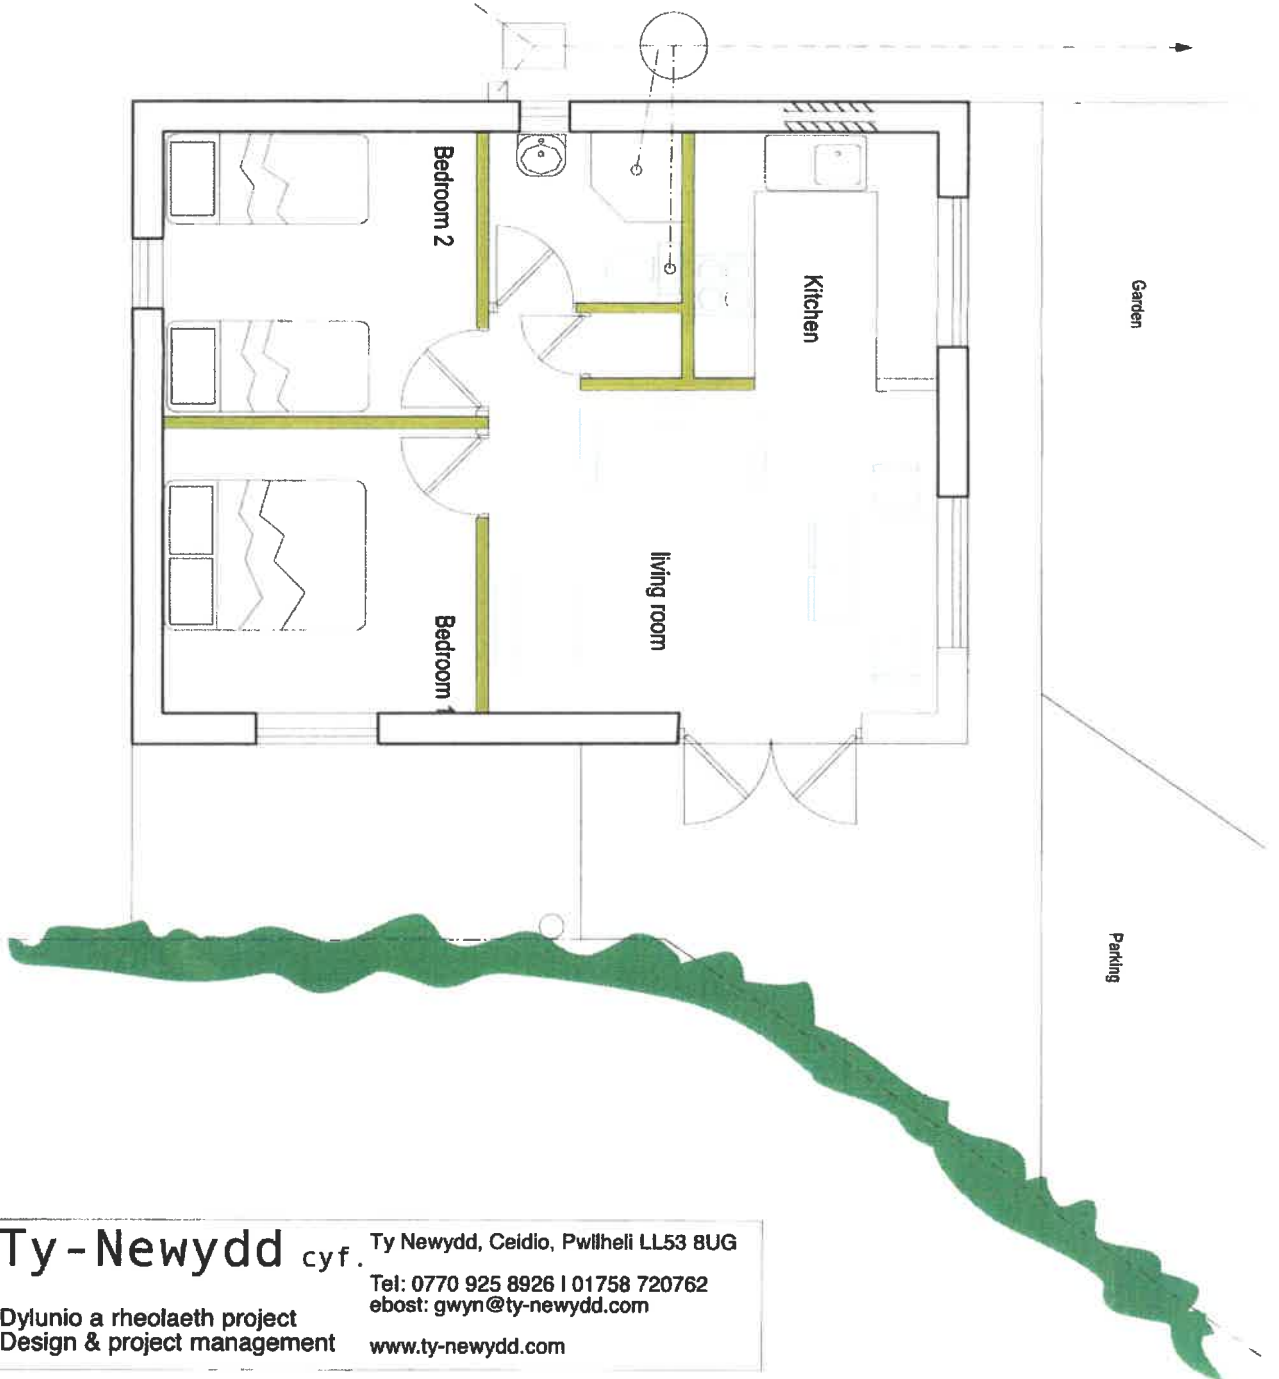 Bedroom 2
Kitchen
Garden
living room
Bedroom 1
Parking
Ty-Newydd cyf.
Dylunio a rheolaeth project
Design & project management
Ty Newydd, Ceidio, Pwllheli LL53 8UG
Tel: 0770 925 8926 | 01758 720762
ebost: gwyn@ty-newydd.com
www.ty-newydd.com